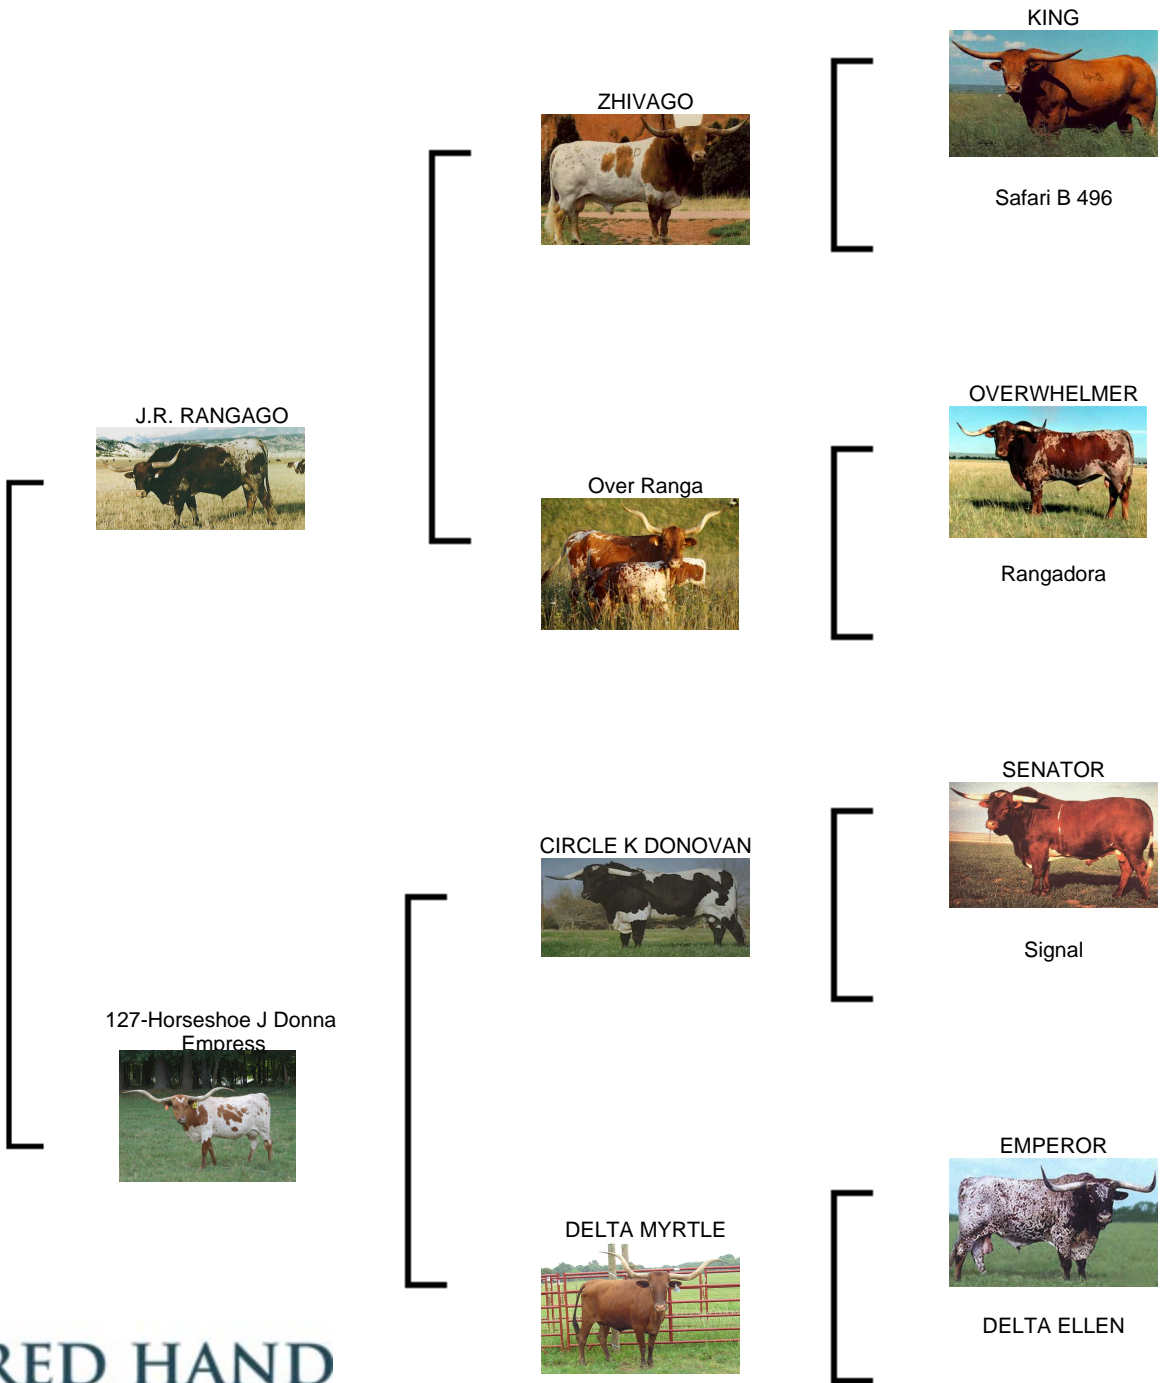 KING
ZHIVAGO
Safari B 496
J.R. RANGAGO
OVERWHELMER
Over Ranga
Rangadora
SENATOR
CIRCLE K DONOVAN
Signal
127-Horseshoe J Donna
Empress
EMPEROR
DELTA MYRTLE
DELTA ELLEN
RED HAND